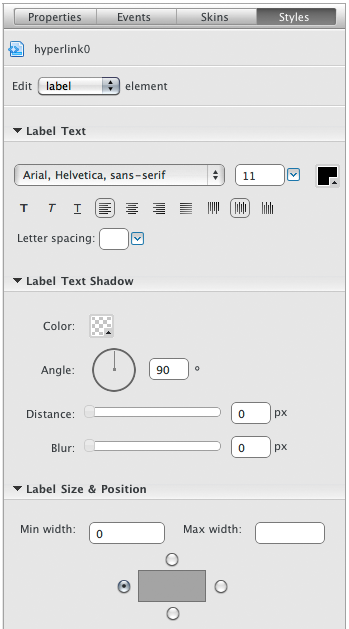 Properties Events Skins Styles
hyperlink0
Edit label element
Label Text
Arial, Helvetica, sans-serif 11
T T T
Letter spacing:
Label Text Shadow
Color:
Angle: 90 °
Distance: 0 px
Blur: 0 px
Label Size & Position
Min width: 0 Max width: